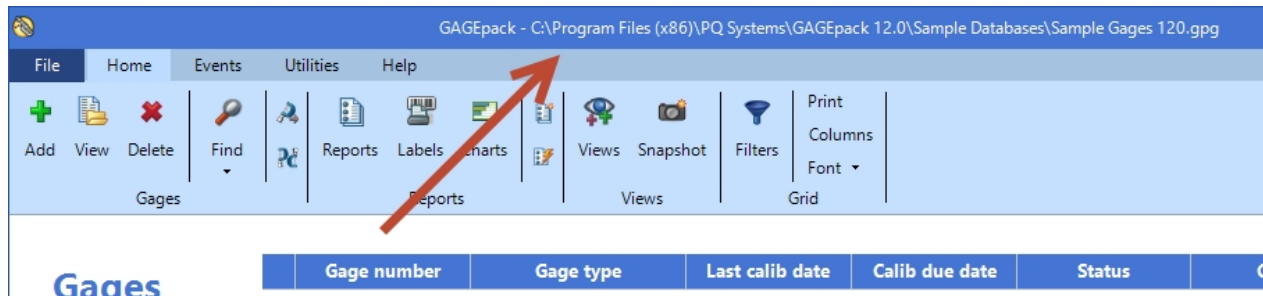 GAGEpack - C:\Program Files (x86)\PQ Systems\GAGEpack 12.0\Sample Databases\Sample Gages 120.gpg
File Home Events Utilities Help
Add View Delete Find Reports Labels Charts Views Snapshot Filters Print
Columns
Font
Gages Reports Views Grid
Gages
Gage number Gage type Last calib date Calib due date Status